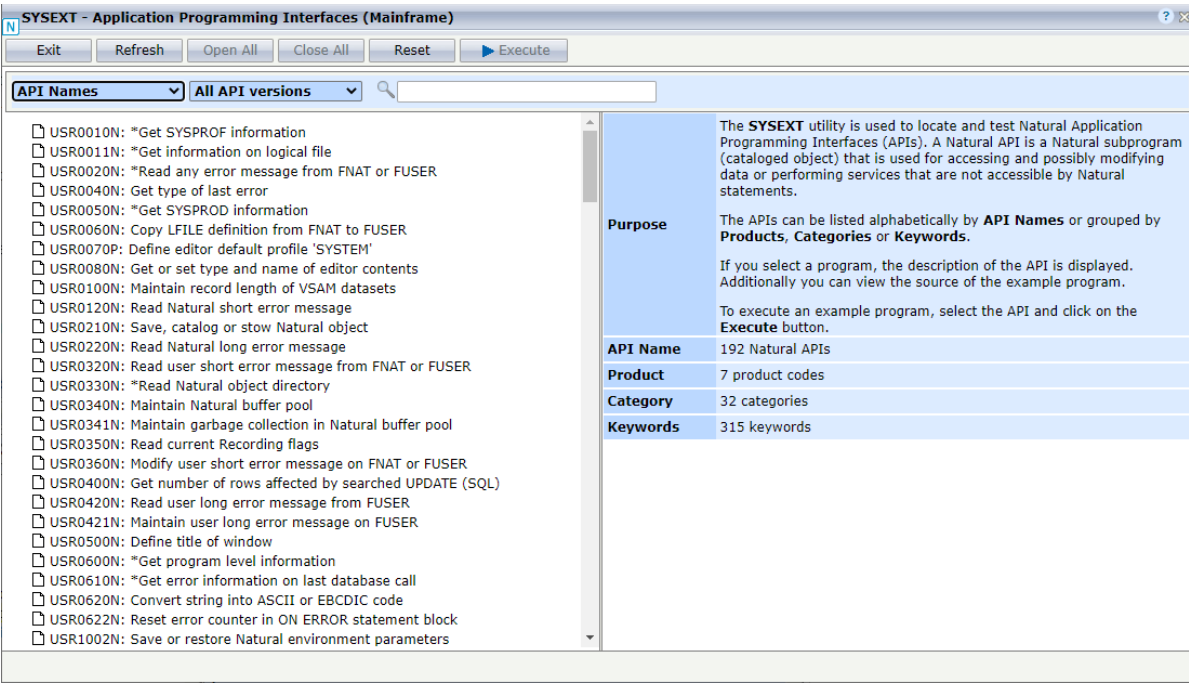 SYSEXT - Application Programming Interfaces (Mainframe)
?
N
Exit Refresh Open All Close All Reset Execute
API Names All API versions
USR0010N: *Get SYSPROF information
USR0011N: *Get information on logical file
USR0020N: *Read any error message from FNAT or FUSER
USR0040N: Get type of last error
USR0050N: *Get SYSPROD information
USR0060N: Copy LFILE definition from FNAT to FUSER
USR0070P: Define editor default profile 'SYSTEM'
USR0080N: Get or set type and name of editor contents
USR0100N: Maintain record length of VSAM datasets
USR0120N: Read Natural short error message
USR0210N: Save, catalog or stow Natural object
USR0220N: Read Natural long error message
USR0320N: Read user short error message from FNAT or FUSER
USR0330N: *Read Natural object directory
USR0340N: Maintain Natural buffer pool
USR0341N: Maintain garbage collection in Natural buffer pool
USR0350N: Read current Recording flags
USR0360N: Modify user short error message on FNAT or FUSER
USR0400N: Get number of rows affected by searched UPDATE (SQL)
USR0420N: Read user long error message from FUSER
USR0421N: Maintain user long error message on FUSER
USR0500N: Define title of window
USR0600N: *Get program level information
USR0610N: *Get error information on last database call
USR0620N: Convert string into ASCII or EBCDIC code
USR0622N: Reset error counter in ON ERROR statement block
USR1002N: Save or restore Natural environment parameters
Purpose
The SYSEXT utility is used to locate and test Natural Application
Programming Interfaces (APIs). A Natural API is a Natural subprogram
(cataloged object) that is used for accessing and possibly modifying
data or performing services that are not accessible by Natural
statements.
The APIs can be listed alphabetically by API Names or grouped by
Products, Categories or Keywords.
If you select a program, the description of the API is displayed.
Additionally you can view the source of the example program.
To execute an example program, select the API and click on the
Execute button.
API Name 192 Natural APIs
Product 7 product codes
Category 32 categories
Keywords 315 keywords